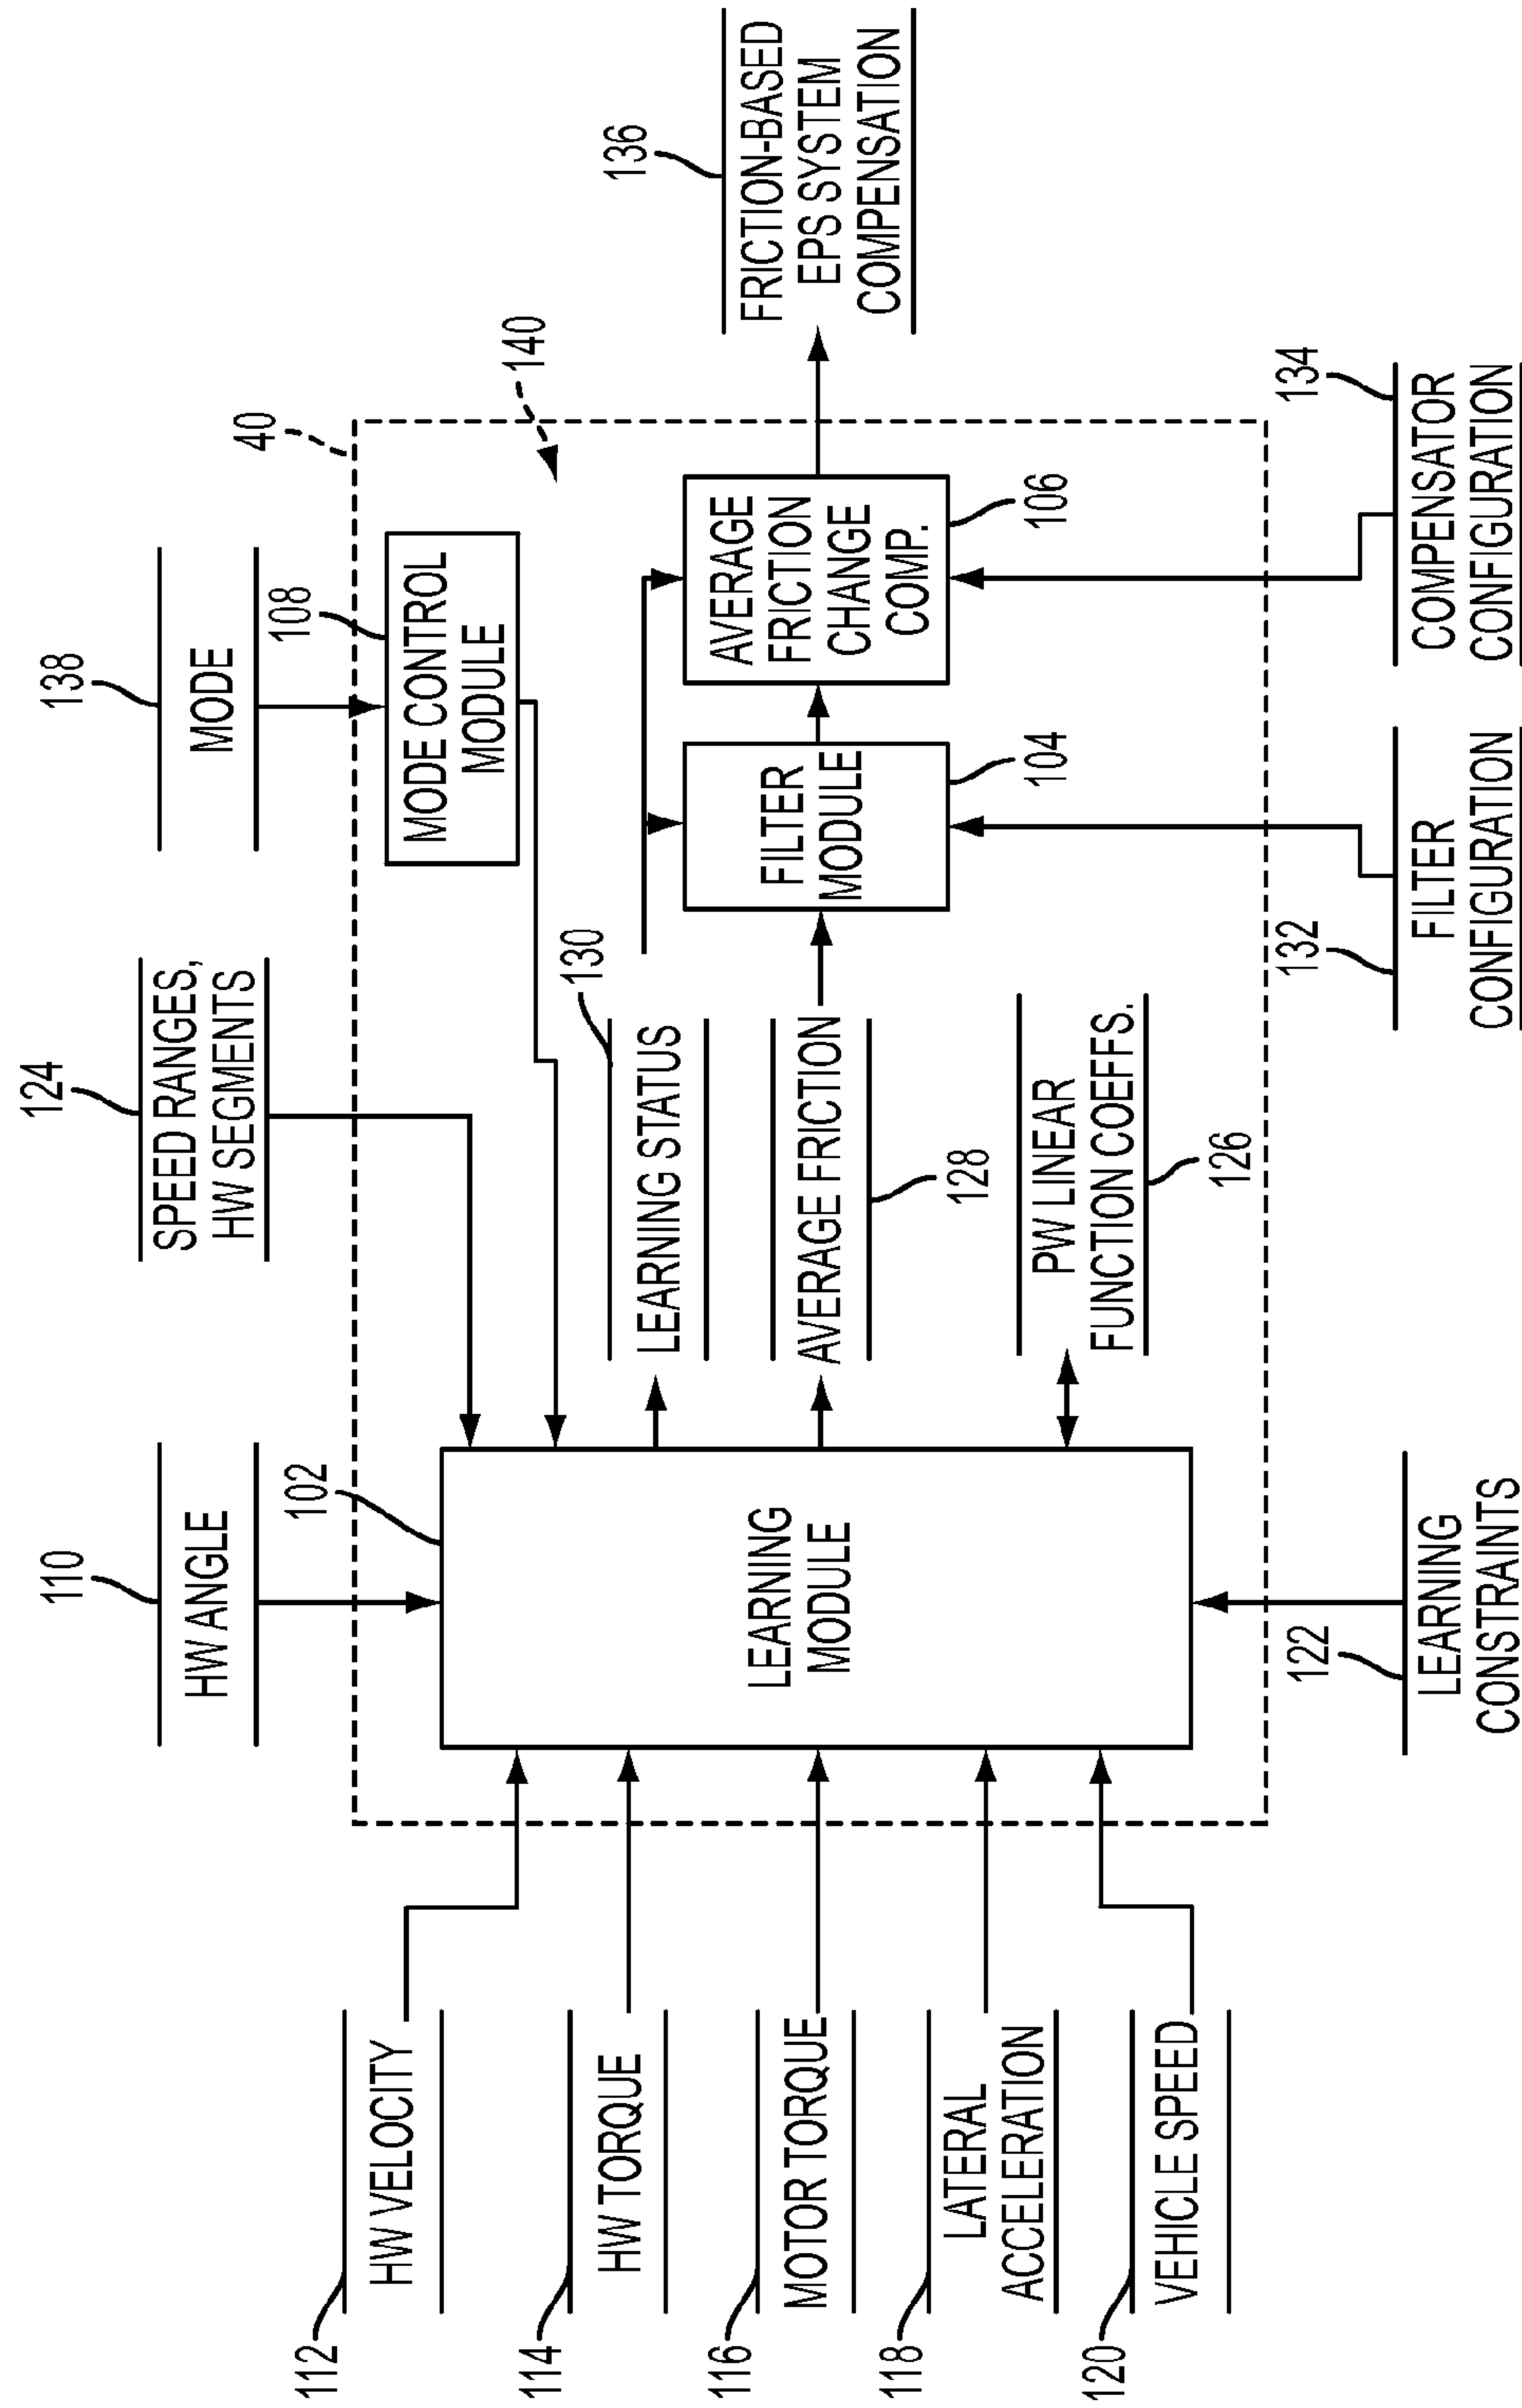 138
MODE
124
SPEED RANGES,
HW SEGMENTS
110
HW ANGLE
40
140
108
MODE CONTROL
MODULE
102
136
FRICTION-BASED
EPS SYSTEM
COMPENSATION
112
HW VELOCITY
114
HW TORQUE
116
MOTOR TORQUE
118
LATERAL
ACCELERATION
120
VEHICLE SPEED
LEARNING
MODULE
130
LEARNING STATUS
AVERAGE FRICTION
128
PW LINEAR
FUNCTION COEFFS.
126
FILTER
MODULE
104
AVERAGE
FRICTION
CHANGE
COMP.
106
122
LEARNING
CONSTRAINTS
132
FILTER
CONFIGURATION
134
COMPENSATOR
CONFIGURATION